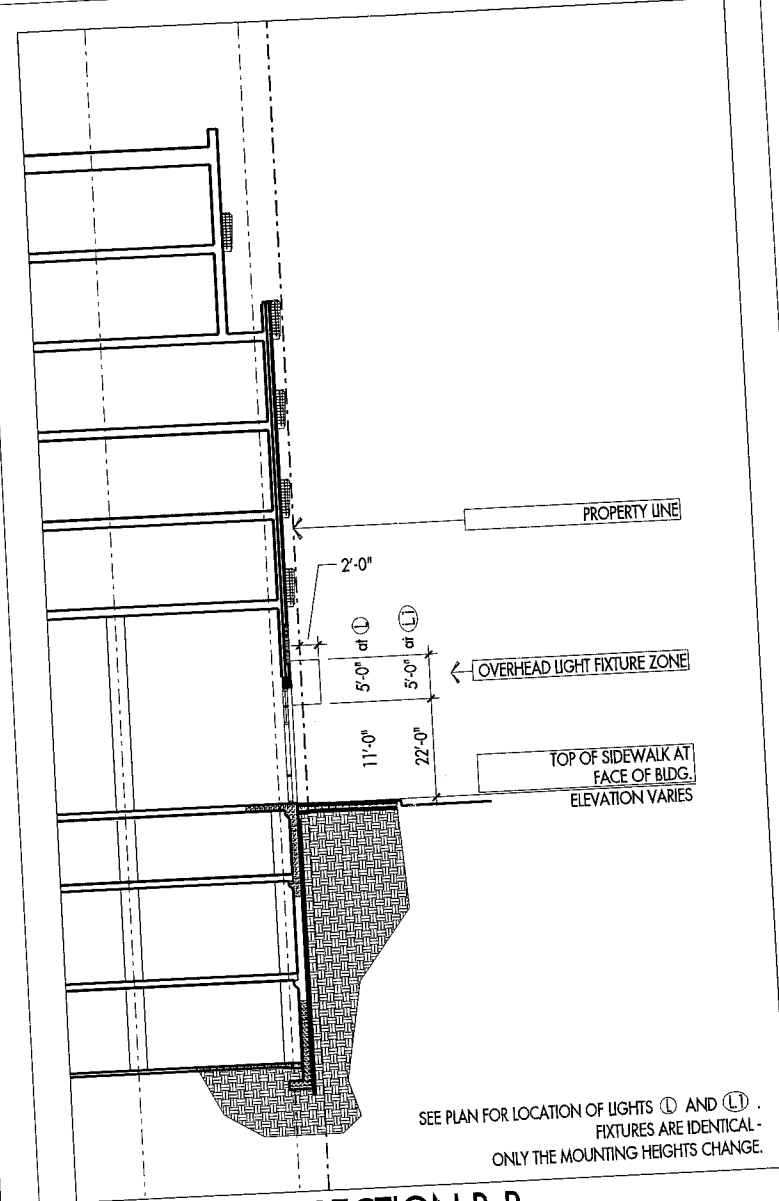 PROPERTY LINE
2'-0"
5'-0" at L
5'-0" at L1
OVERHEAD LIGHT FIXTURE ZONE
11'-0"
22'-0"
TOP OF SIDEWALK AT
FACE OF BLDG.
ELEVATION VARIES
SEE PLAN FOR LOCATION OF LIGHTS L AND L1 .
FIXTURES ARE IDENTICAL -
ONLY THE MOUNTING HEIGHTS CHANGE.